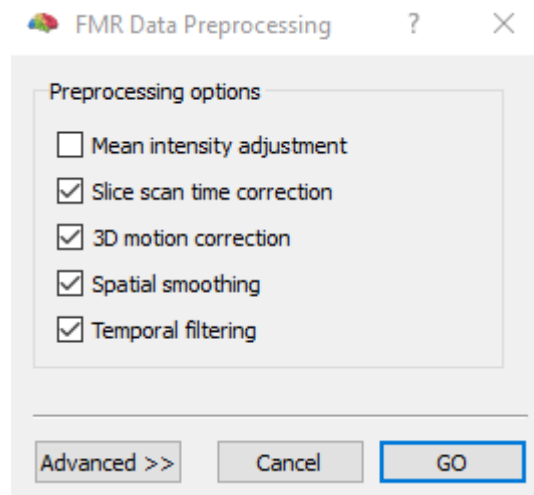 FMR Data Preprocessing ?
Preprocessing options
Mean intensity adjustment
Slice scan time correction
3D motion correction
Spatial smoothing
Temporal filtering
Advanced >> Cancel GO